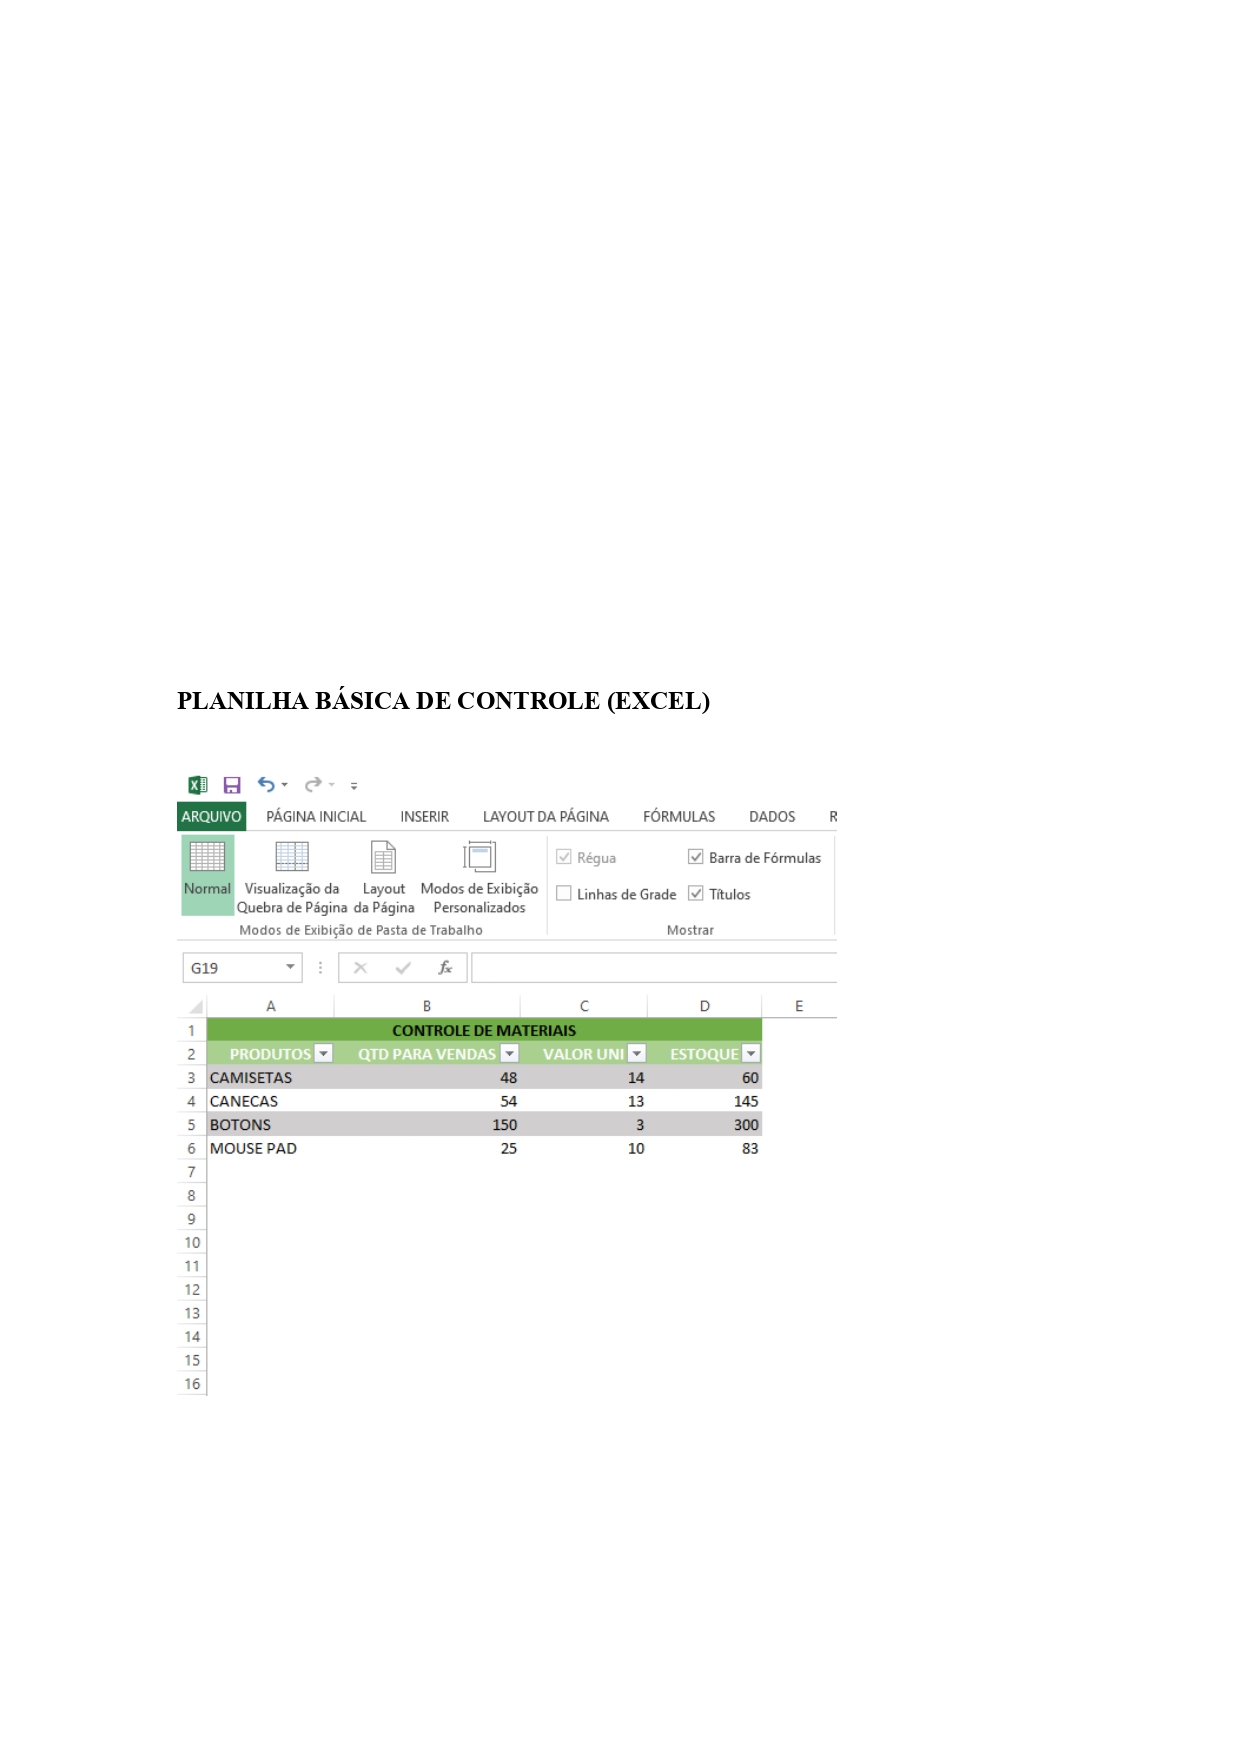 PLANILHA BÁSICA DE CONTROLE (EXCEL)
ARQUIVO PÁGINA INICIAL INSERIR LAYOUT DA PÁGINA FÓRMULAS DADOS R
Normal Visualização da Quebra de Página Layout da Página Modos de Exibição Personalizados
Régua Barra de Fórmulas
Linhas de Grade Títulos
Modos de Exibição de Pasta de Trabalho Mostrar
G19 fx
A B C D E
1 CONTROLE DE MATERIAIS
2 PRODUTOS QTD PARA VENDAS VALOR UNI ESTOQUE
3 CAMISETAS 48 14 60
4 CANECAS 54 13 145
5 BOTONS 150 3 300
6 MOUSE PAD 25 10 83
7
8
9
10
11
12
13
14
15
16